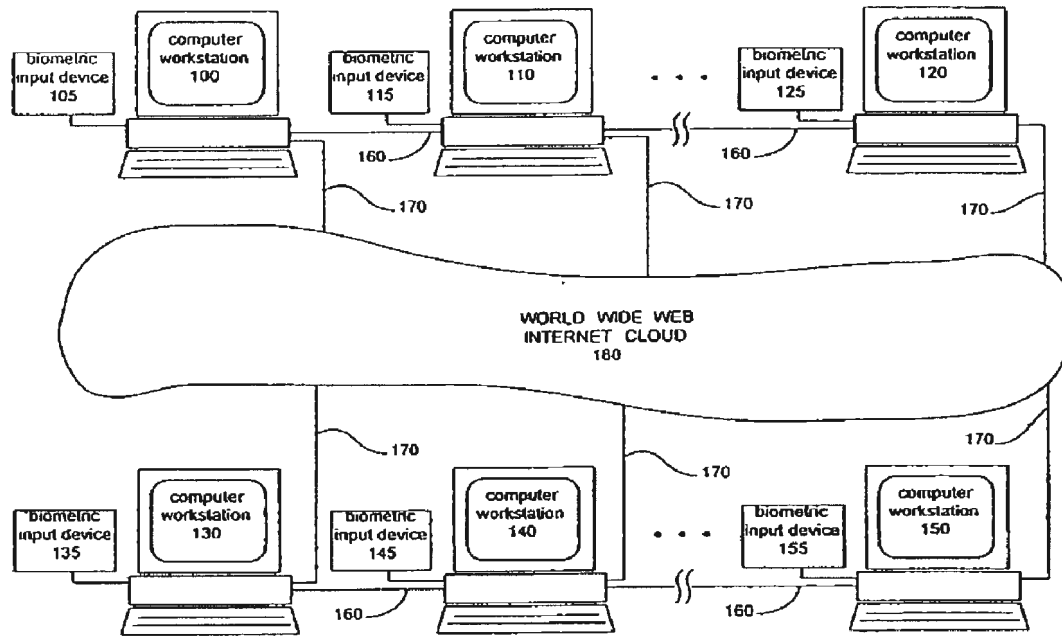 computer
workstation
100
biometric
input device
105
computer
workstation
110
biometric
input device
115
• • •
computer
workstation
120
biometric
input device
125
160
160
170
170
170
WORLD WIDE WEB
INTERNET CLOUD
180
170
170
170
computer
workstation
130
biometric
input device
135
computer
workstation
140
biometric
input device
145
• • •
computer
workstation
150
biometric
input device
155
160
160